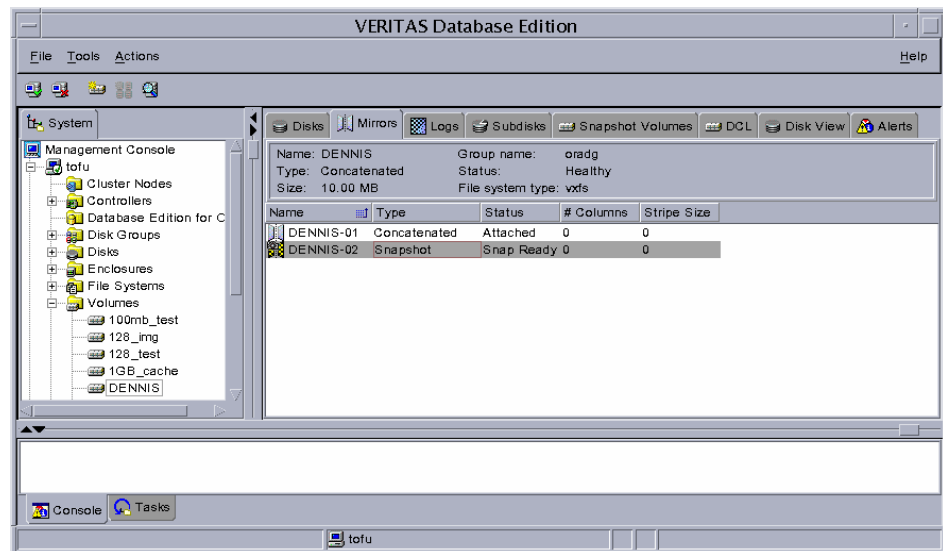 VERITAS Database Edition
File Tools Actions Help
System
Disks Mirrors Logs Subdisks Snapshot Volumes DCL Disk View Alerts
Management Console
tofu
Cluster Nodes
Controllers
Database Edition for C
Disk Groups
Disks
Enclosures
File Systems
Volumes
100mb_test
128_img
128_test
1GB_cache
DENNIS
Name: DENNIS Group name: oradg
Type: Concatenated Status: Healthy
Size: 10.00 MB File system type: vxfs
Name Type Status # Columns Stripe Size
DENNIS-01 Concatenated Attached 0 0
DENNIS-02 Snapshot Snap Ready 0 0
Console Tasks
tofu